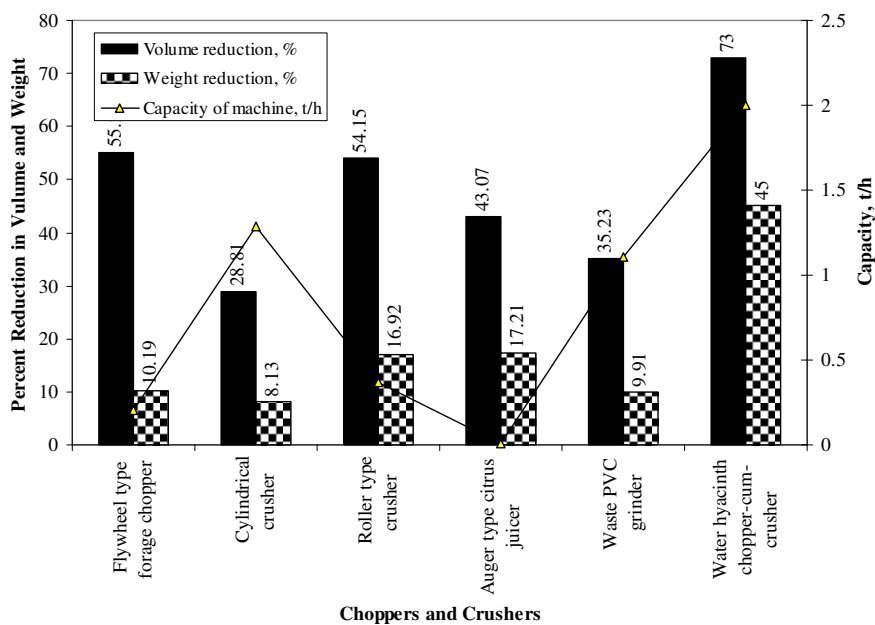 80
70
60
50
40
30
20
10
0
Percent Reduction in Vulume and Weight
2.5
2
1.5
1
0.5
0
Capacity, t/h
Volume reduction, %
Weight reduction, %
Capacity of machine, t/h
55.
10.19
28.81
8.13
54.15
16.92
43.07
17.21
35.23
9.91
73
45
Flywheel type
forage chopper
Cylindrical
crusher
Roller type
crusher
Auger type citrus
juicer
Waste PVC
grinder
Water hyacinth
chopper-cum-
crusher
Choppers and Crushers